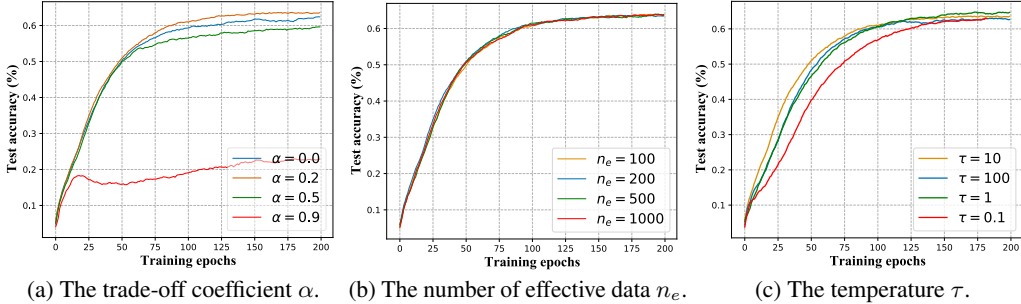 Test accuracy (%)
0.6
0.5
0.4
0.3
0.2
0.1
0 25 50 75 100 125 150 175 200
Training epochs
α = 0.0
α = 0.2
α = 0.5
α = 0.9
(a) The trade-off coefficient α.
Test accuracy (%)
0.6
0.5
0.4
0.3
0.2
0.1
0 25 50 75 100 125 150 175 200
Training epochs
nₑ = 100
nₑ = 200
nₑ = 500
nₑ = 1000
(b) The number of effective data nₑ.
Test accuracy (%)
0.6
0.5
0.4
0.3
0.2
0.1
0 25 50 75 100 125 150 175 200
Training epochs
τ = 10
τ = 100
τ = 1
τ = 0.1
(c) The temperature τ.